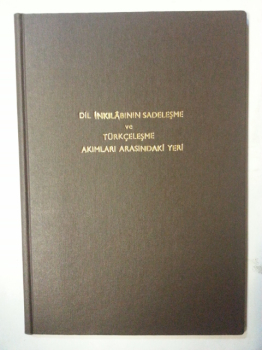 DİL İNKILÂBININ SADELEŞME
ve
TÜRKÇELEŞME
AKIMLARI ARASINDAKİ YERİ